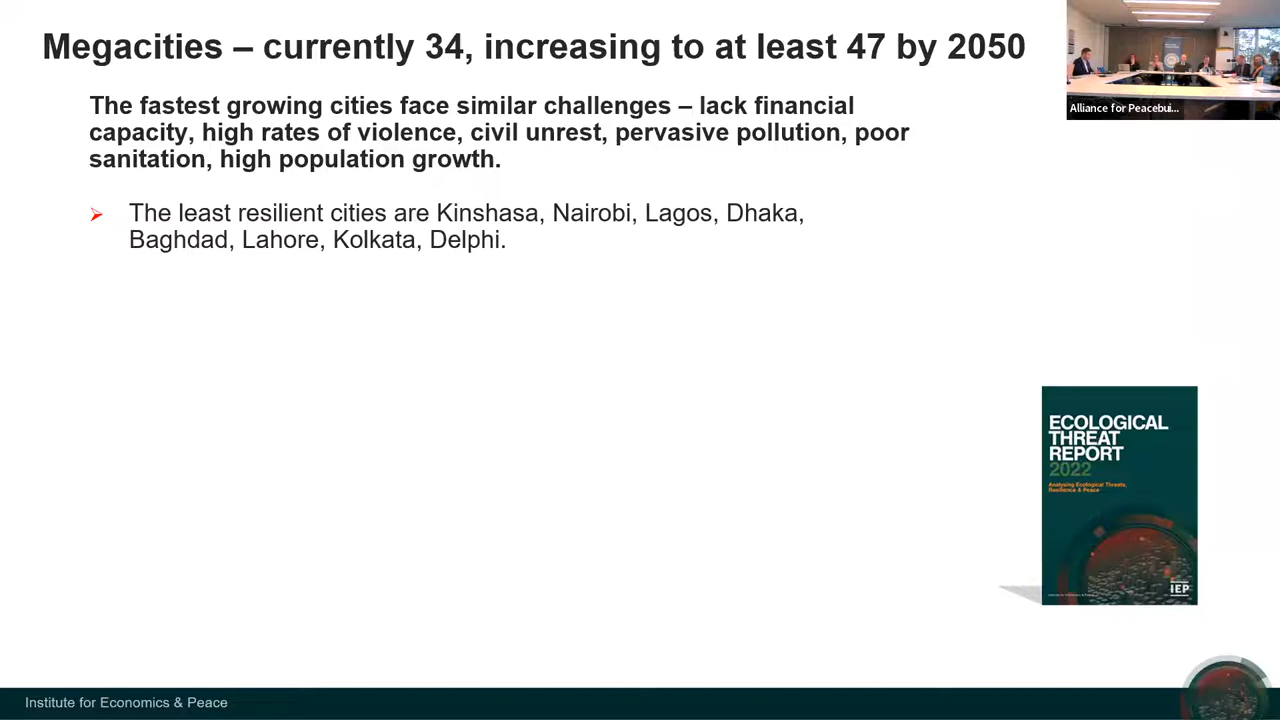 Megacities – currently 34, increasing to at least 47 by 2050
Alliance for Peacebui...
The fastest growing cities face similar challenges – lack financial
capacity, high rates of violence, civil unrest, pervasive pollution, poor
sanitation, high population growth.
➢ The least resilient cities are Kinshasa, Nairobi, Lagos, Dhaka,
Baghdad, Lahore, Kolkata, Delphi.
ECOLOGICAL
THREAT
REPORT
2022
Analysing Ecological Threats,
Resilience & Peace
IEP
Institute for Economics & Peace